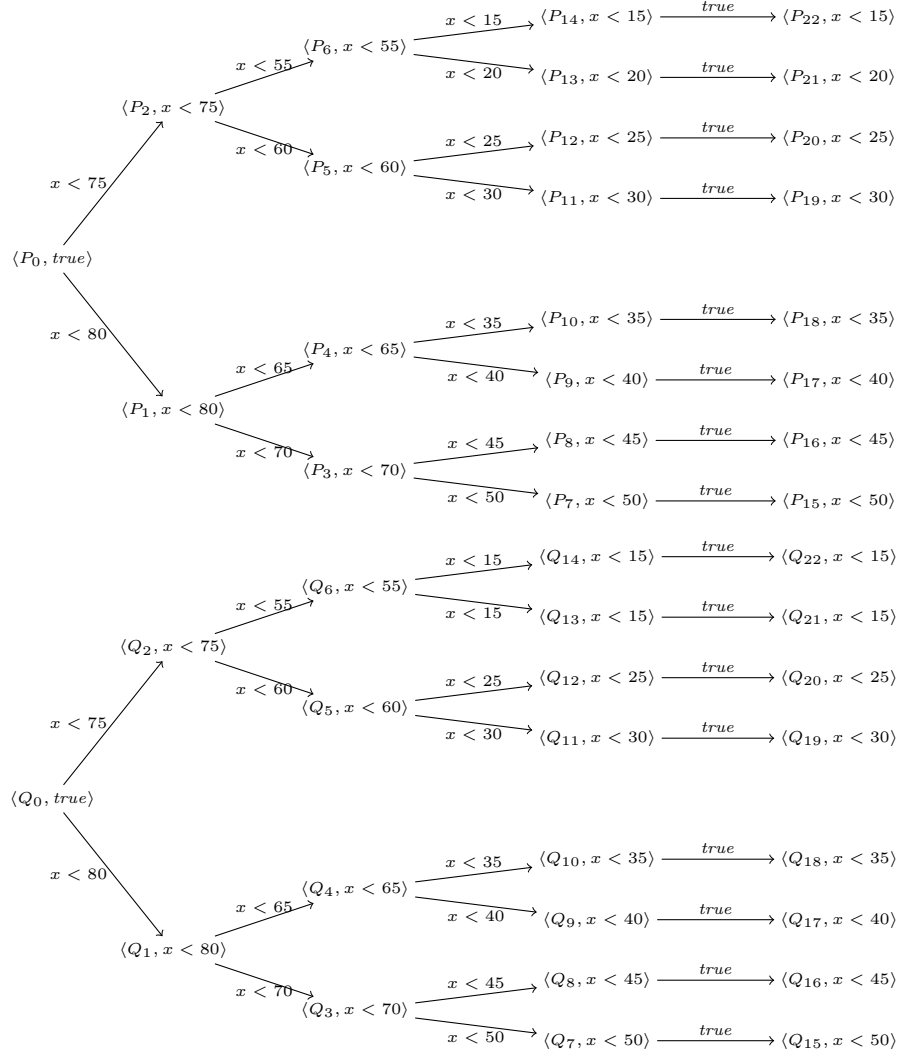 x < 15
⟨P₁₄, x < 15⟩ true ⟨P₂₂, x < 15⟩
⟨P₆, x < 55⟩
x < 55
x < 20
⟨P₁₃, x < 20⟩ true ⟨P₂₁, x < 20⟩
⟨P₂, x < 75⟩
x < 25
⟨P₁₂, x < 25⟩ true ⟨P₂₀, x < 25⟩
x < 60
⟨P₅, x < 60⟩
x < 75
x < 30
⟨P₁₁, x < 30⟩ true ⟨P₁₉, x < 30⟩
⟨P₀, true⟩
x < 80
x < 35
⟨P₁₀, x < 35⟩ true ⟨P₁₈, x < 35⟩
⟨P₄, x < 65⟩
x < 65
x < 40
⟨P₉, x < 40⟩ true ⟨P₁₇, x < 40⟩
⟨P₁, x < 80⟩
x < 45
⟨P₈, x < 45⟩ true ⟨P₁₆, x < 45⟩
x < 70
⟨P₃, x < 70⟩
x < 50
⟨P₇, x < 50⟩ true ⟨P₁₅, x < 50⟩
x < 15
⟨Q₁₄, x < 15⟩ true ⟨Q₂₂, x < 15⟩
⟨Q₆, x < 55⟩
x < 55
x < 15
⟨Q₁₃, x < 15⟩ true ⟨Q₂₁, x < 15⟩
⟨Q₂, x < 75⟩
x < 25
⟨Q₁₂, x < 25⟩ true ⟨Q₂₀, x < 25⟩
x < 60
⟨Q₅, x < 60⟩
x < 75
x < 30
⟨Q₁₁, x < 30⟩ true ⟨Q₁₉, x < 30⟩
⟨Q₀, true⟩
x < 80
x < 35
⟨Q₁₀, x < 35⟩ true ⟨Q₁₈, x < 35⟩
⟨Q₄, x < 65⟩
x < 65
x < 40
⟨Q₉, x < 40⟩ true ⟨Q₁₇, x < 40⟩
⟨Q₁, x < 80⟩
x < 45
⟨Q₈, x < 45⟩ true ⟨Q₁₆, x < 45⟩
x < 70
⟨Q₃, x < 70⟩
x < 50
⟨Q₇, x < 50⟩ true ⟨Q₁₅, x < 50⟩